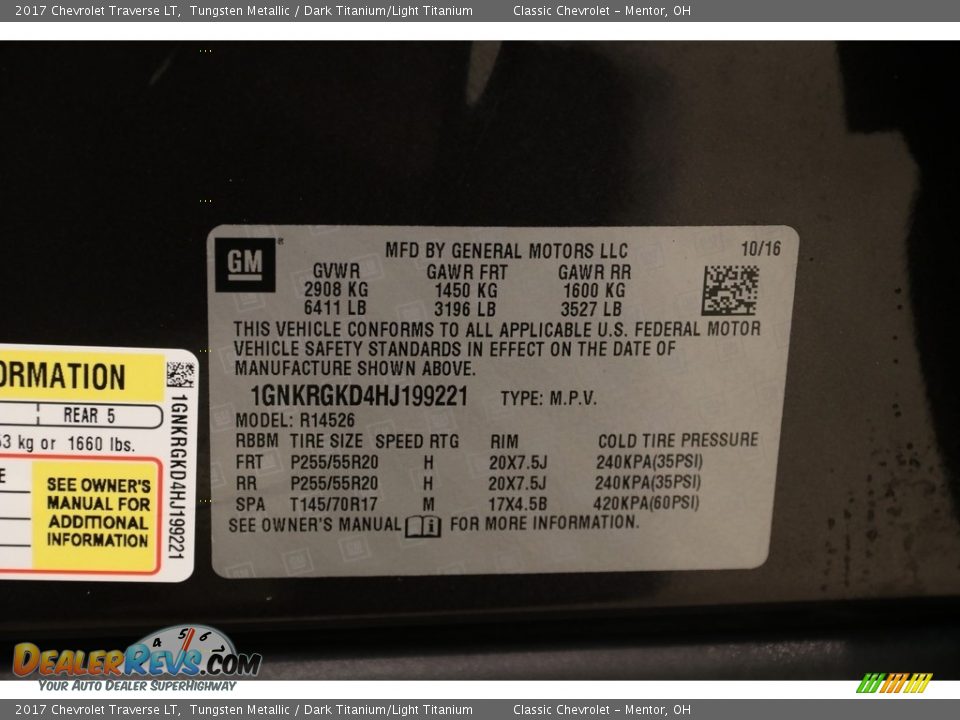 2017 Chevrolet Traverse LT, Tungsten Metallic / Dark Titanium/Light Titanium Classic Chevrolet – Mentor, OH
GM
MFD BY GENERAL MOTORS LLC 10/16
GVWR GAWR FRT GAWR RR
2908 KG 1450 KG 1600 KG
6411 LB 3196 LB 3527 LB
THIS VEHICLE CONFORMS TO ALL APPLICABLE U.S. FEDERAL MOTOR
VEHICLE SAFETY STANDARDS IN EFFECT ON THE DATE OF
MANUFACTURE SHOWN ABOVE.
1GNKRGKD4HJ199221 TYPE: M.P.V.
MODEL: R14526
RBBM TIRE SIZE SPEED RTG RIM COLD TIRE PRESSURE
FRT P255/55R20 H 20X7.5J 240KPA(35PSI)
RR P255/55R20 H 20X7.5J 240KPA(35PSI)
SPA T145/70R17 M 17X4.5B 420KPA(60PSI)
SEE OWNER'S MANUAL i FOR MORE INFORMATION.
ORMATION
REAR 5
53 kg or 1660 lbs.
SEE OWNER'S
MANUAL FOR
ADDITIONAL
INFORMATION
1GNKRGKD4HJ199221
4 5 6 7
DealerRevs.com
Your Auto Dealer SuperHighway
2017 Chevrolet Traverse LT, Tungsten Metallic / Dark Titanium/Light Titanium Classic Chevrolet – Mentor, OH